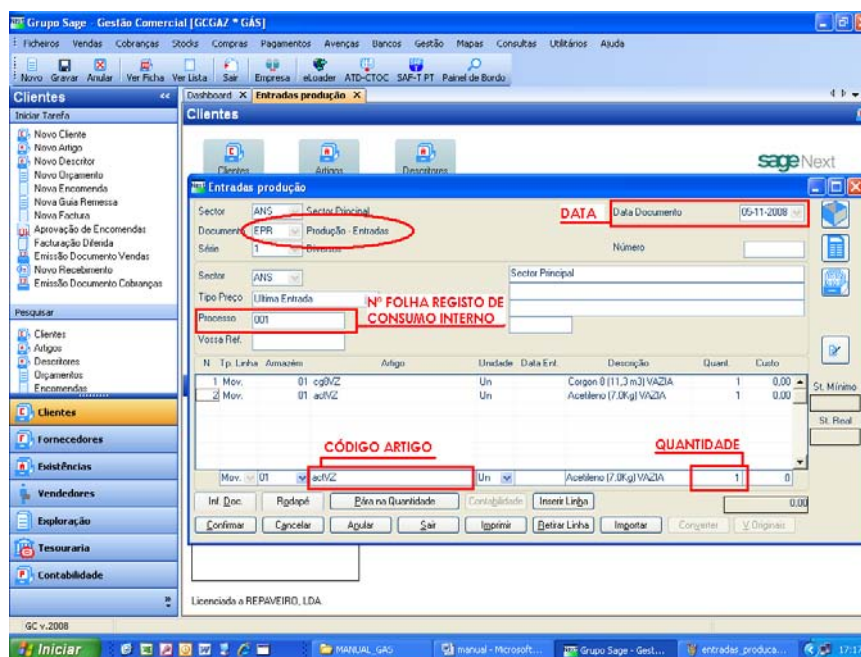 Grupo Sage - Gestão Comercial [GCGAZ * GÁS]
Ficheiros Vendas Cobranças Stocks Compras Pagamentos Avenças Bancos Gestão Mapas Consultas Utilitários Ajuda
Novo Gravar Anular Ver Ficha Ver Lista Sair Empresa eLoader ATD-CTOC SAF-T PT Painel de Bordo
Clientes
Dashboard X Entradas produção X
Iniciar Tarefa
Clientes
Novo Cliente
Novo Artigo
Novo Descritor
Novo Orçamento
Nova Encomenda
Nova Guia Remessa
Nova Factura
Aprovação de Encomendas
Facturação Diferida
Emissão Documento Vendas
Novo Recebimento
Emissão Documento Cobranças
Pesquisar
Clientes
Artigos
Descritores
Orçamentos
Encomendas
Clientes
Fornecedores
Existências
Vendedores
Exploração
Tesouraria
Contabilidade
GC v.2008
Clientes Artigos Descritores
sage Next
Entradas produção
Sector ANS Sector Principal DATA Data Documento 05-11-2008
Documento EPR Produção - Entradas
Série 1 Diversos Número
Sector ANS Sector Principal
Tipo Preço Ultima Entrada
Nº FOLHA REGISTO DE
CONSUMO INTERNO
Processo 001
Vossa Ref.
N Tp. Linha Armazém Artigo Unidade Data Ent. Descrição Quant. Custo
1 Mov. 01 cg8VZ Un Corgon 8 (11,3 m3) VAZIA 1 0,00
2 Mov. 01 actVZ Un Acetileno (7.0Kg) VAZIA 1 0.00
St. Mínimo
St. Real
CÓDIGO ARTIGO QUANTIDADE
Mov. 01 actVZ Un Acetileno (7.0Kg) VAZIA 1 0
Inf. Doc. Rodapé Pára na Quantidade Contabilidade Inserir Linha 0,00
Confirmar Cancelar Anular Sair Imprimir Retirar Linha Importar Converter V.Originais
Licenciada a REPAVEIRO, LDA.
Iniciar MANUAL_GAS manual - Microsoft... Grupo Sage - Gest... entradas_produca... 17:17